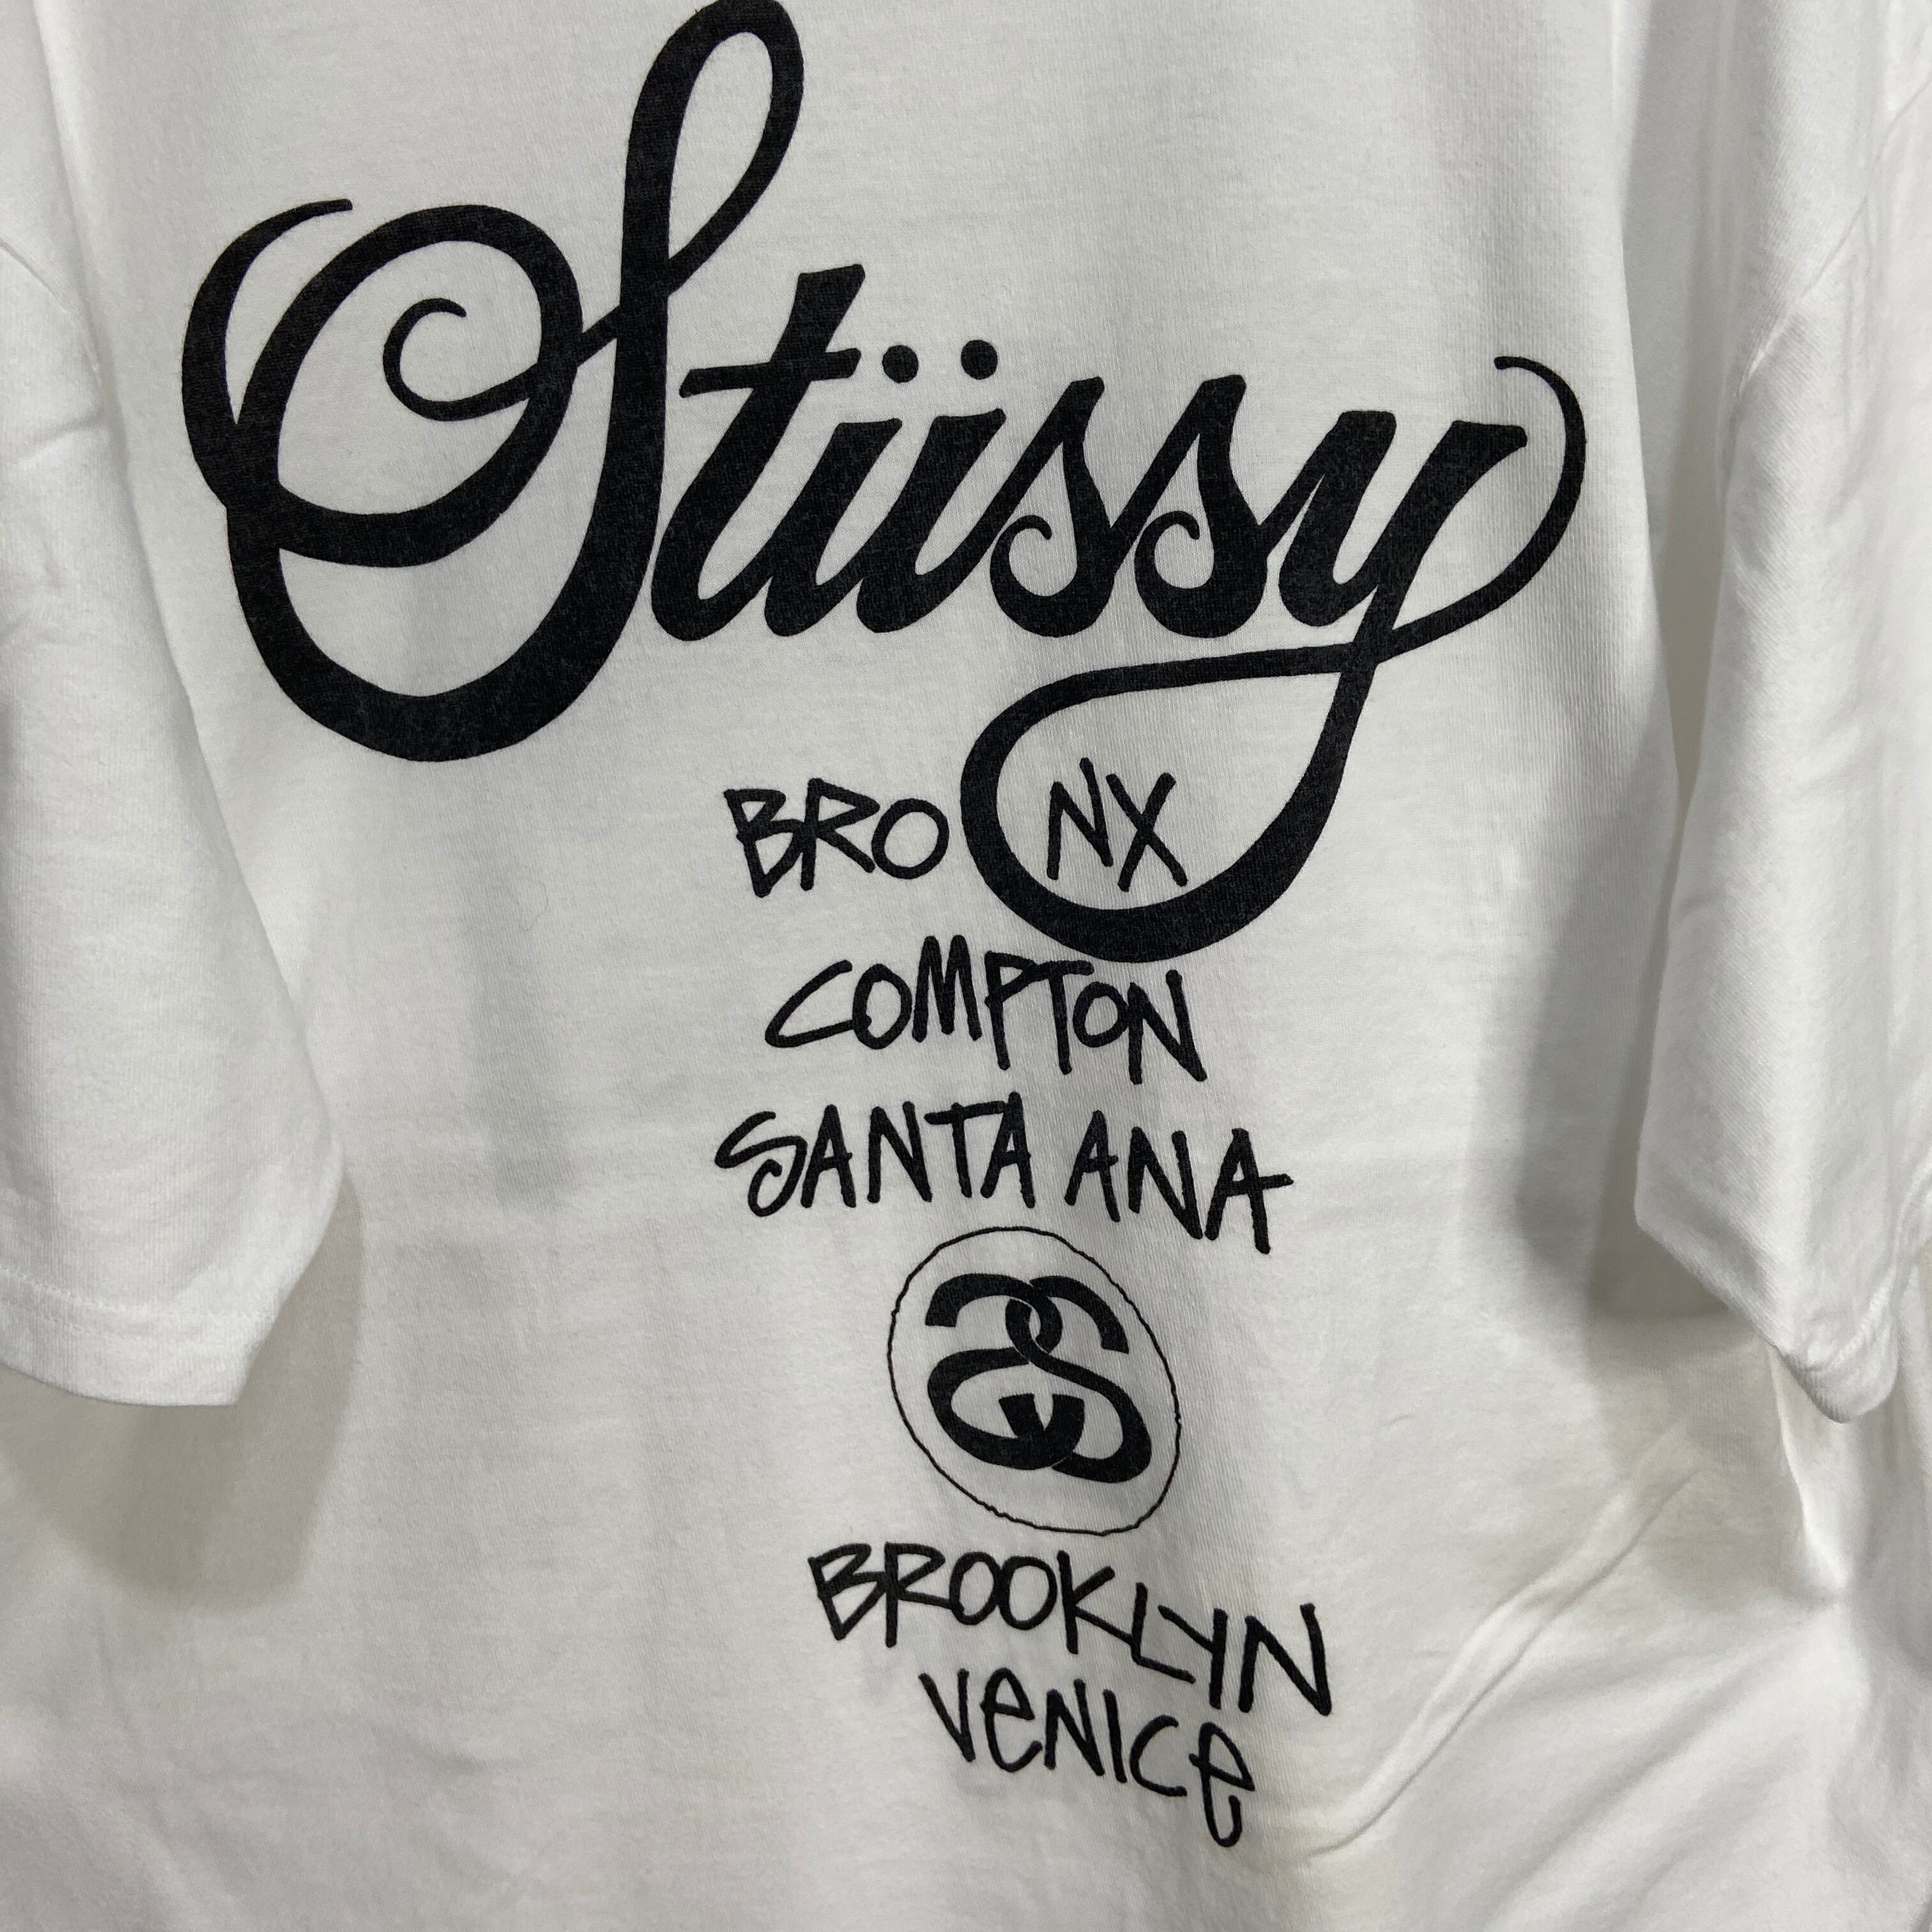 Stüssy
BRONX
COMPTON
SANTA ANA
SS
BROOKLYN
VeNICe